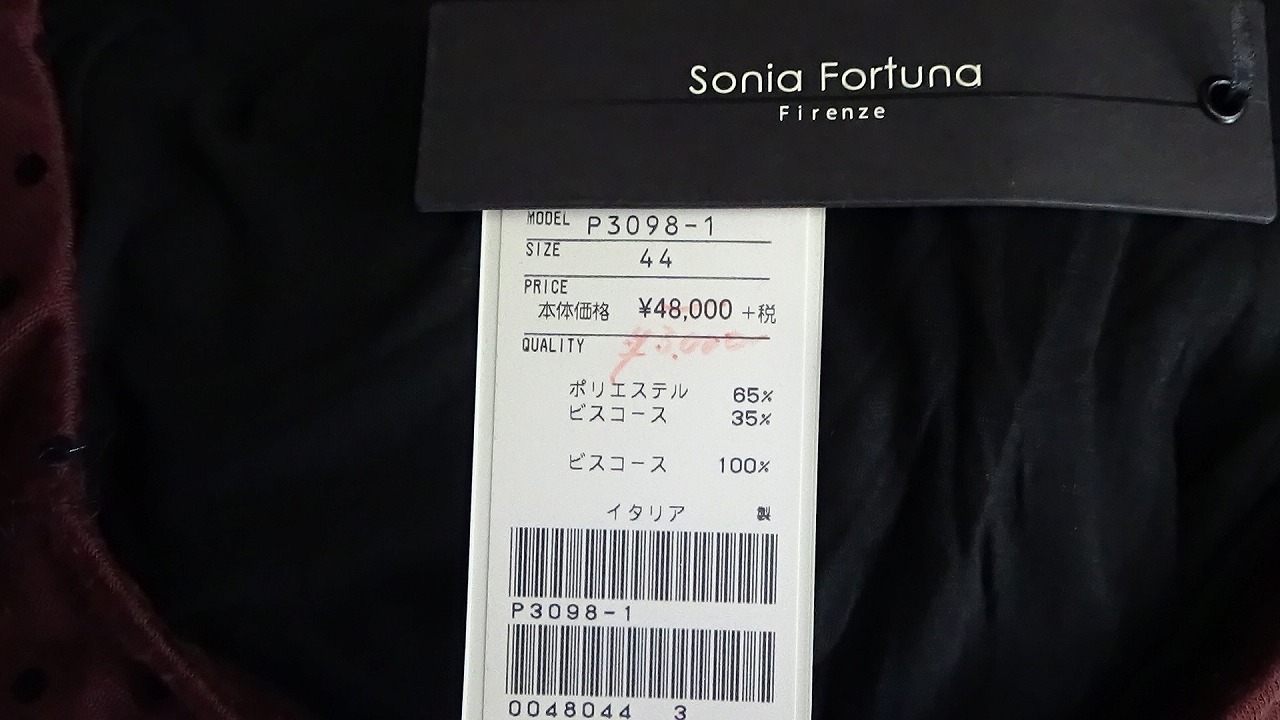 Sonia Fortuna
Firenze
MODEL P3098-1
SIZE 44
PRICE
本体価格 ¥48,000 +税
QUALITY
ポリエステル 65%
ビスコース 35%
ビスコース 100%
イタリア 製
P3098-1
0048044 3